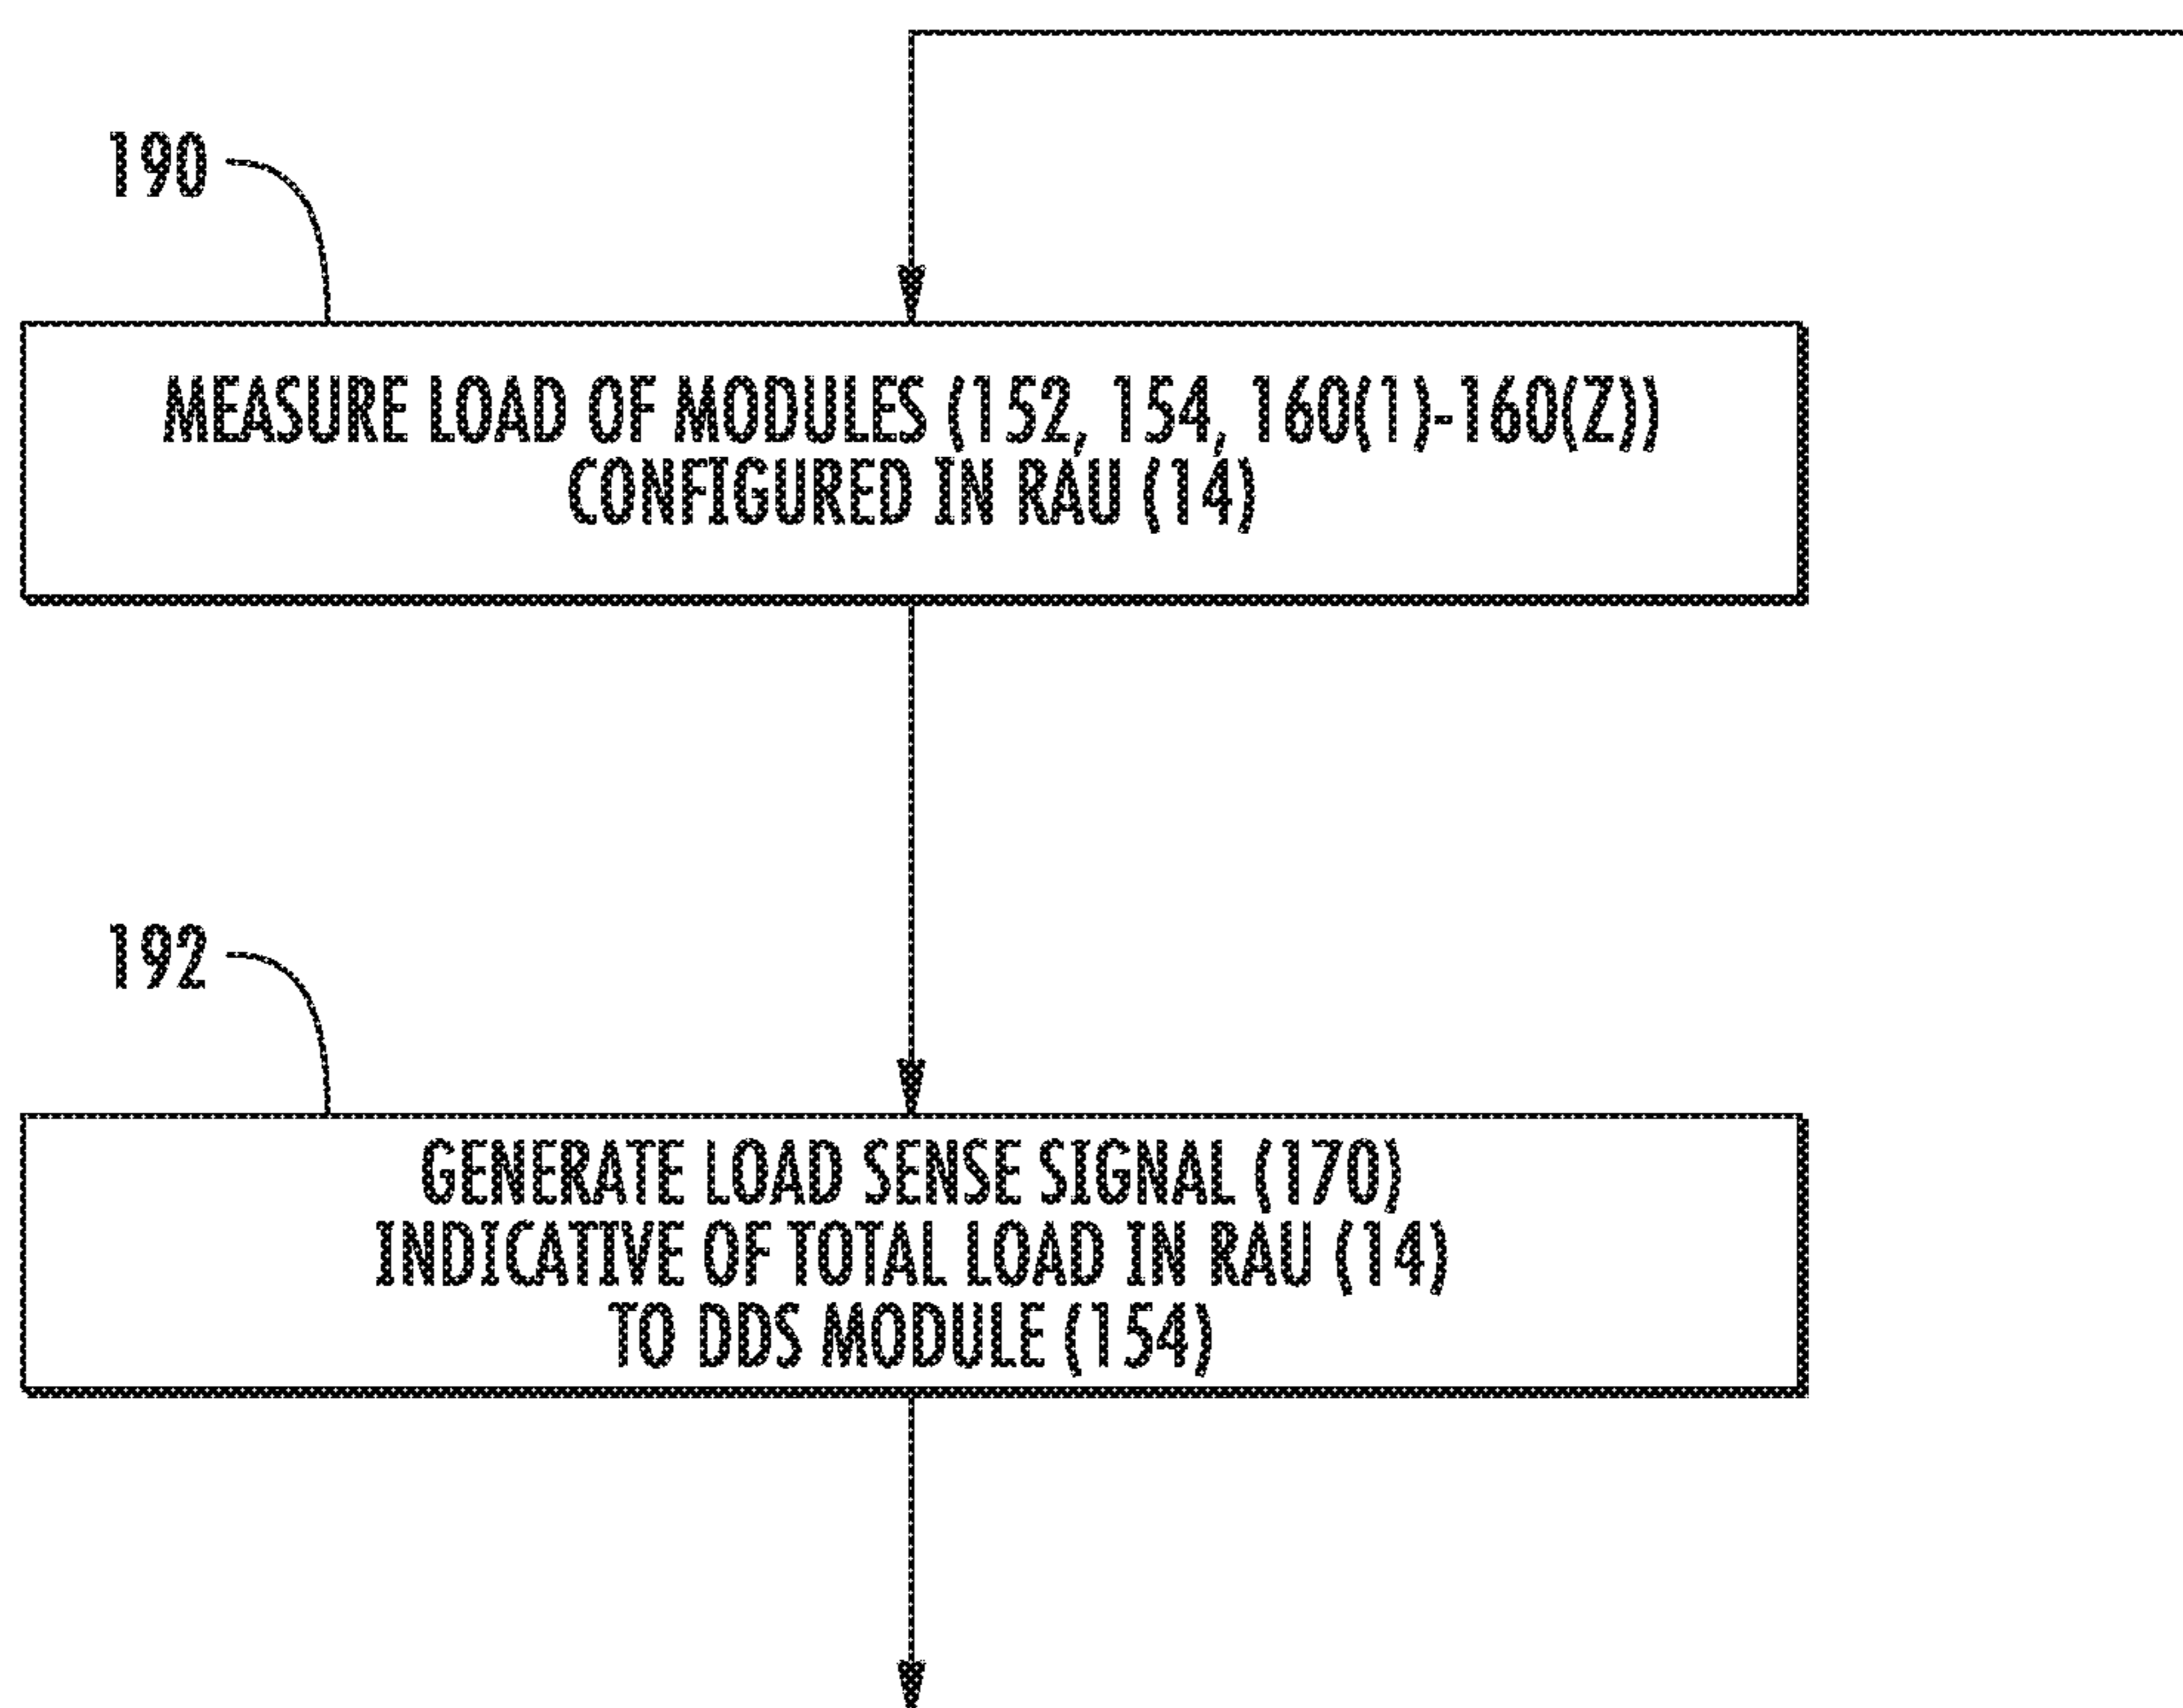 190
MEASURE LOAD OF MODULES (152, 154, 160(1)-160(Z))
CONFIGURED IN RAU (14)
192
GENERATE LOAD SENSE SIGNAL (170)
INDICATIVE OF TOTAL LOAD IN RAU (14)
TO DDS MODULE (154)